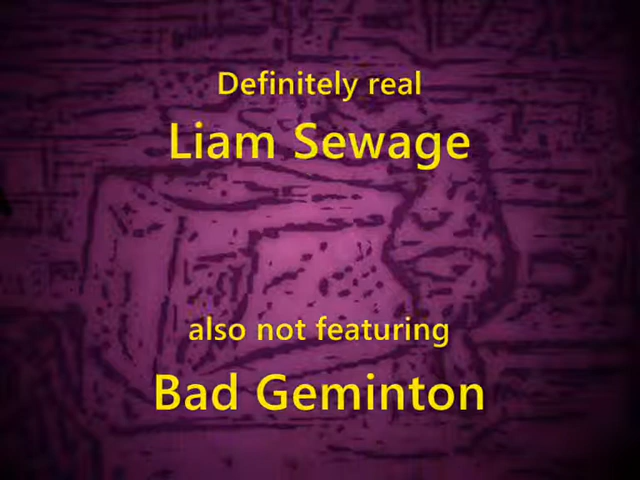 Definitely real
Liam Sewage
also not featuring
Bad Geminton